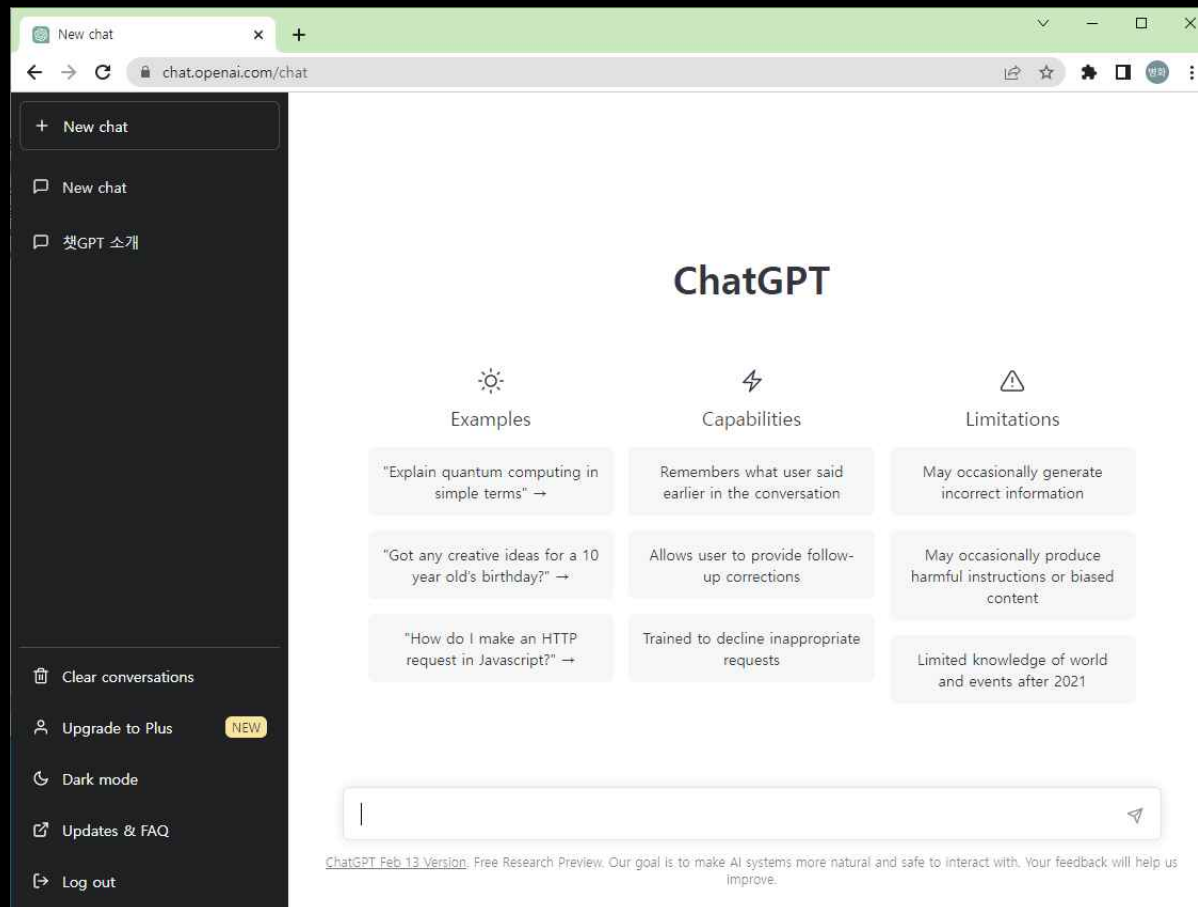 New chat
chat.openai.com/chat
병화
New chat
New chat
챗GPT 소개
Clear conversations
Upgrade to Plus
NEW
Dark mode
Updates & FAQ
Log out
ChatGPT
Examples
"Explain quantum computing in
simple terms" →
"Got any creative ideas for a 10
year old's birthday?" →
"How do I make an HTTP
request in Javascript?" →
Capabilities
Remembers what user said
earlier in the conversation
Allows user to provide follow-
up corrections
Trained to decline inappropriate
requests
Limitations
May occasionally generate
incorrect information
May occasionally produce
harmful instructions or biased
content
Limited knowledge of world
and events after 2021
ChatGPT Feb 13 Version. Free Research Preview. Our goal is to make AI systems more natural and safe to interact with. Your feedback will help us
improve.